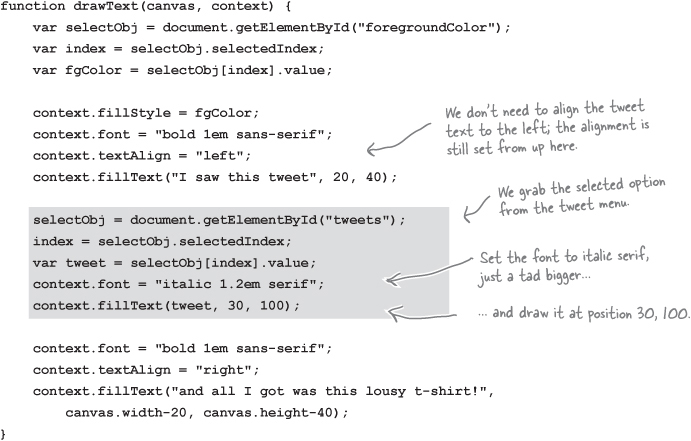 function drawText(canvas, context) {
var selectObj = document.getElementById("foregroundColor");
var index = selectObj.selectedIndex;
var fgColor = selectObj[index].value;
context.fillStyle = fgColor;
context.font = "bold 1em sans-serif";
context.textAlign = "left";
context.fillText("I saw this tweet", 20, 40);
We don't need to align the tweet
text to the left; the alignment is
still set from up here.
selectObj = document.getElementById("tweets");
index = selectObj.selectedIndex;
var tweet = selectObj[index].value;
context.font = "italic 1.2em serif";
context.fillText(tweet, 30, 100);
We grab the selected option
from the tweet menu.
Set the font to italic serif,
just a tad bigger...
... and draw it at position 30, 100.
context.font = "bold 1em sans-serif";
context.textAlign = "right";
context.fillText("and all I got was this lousy t-shirt!",
canvas.width-20, canvas.height-40);
}